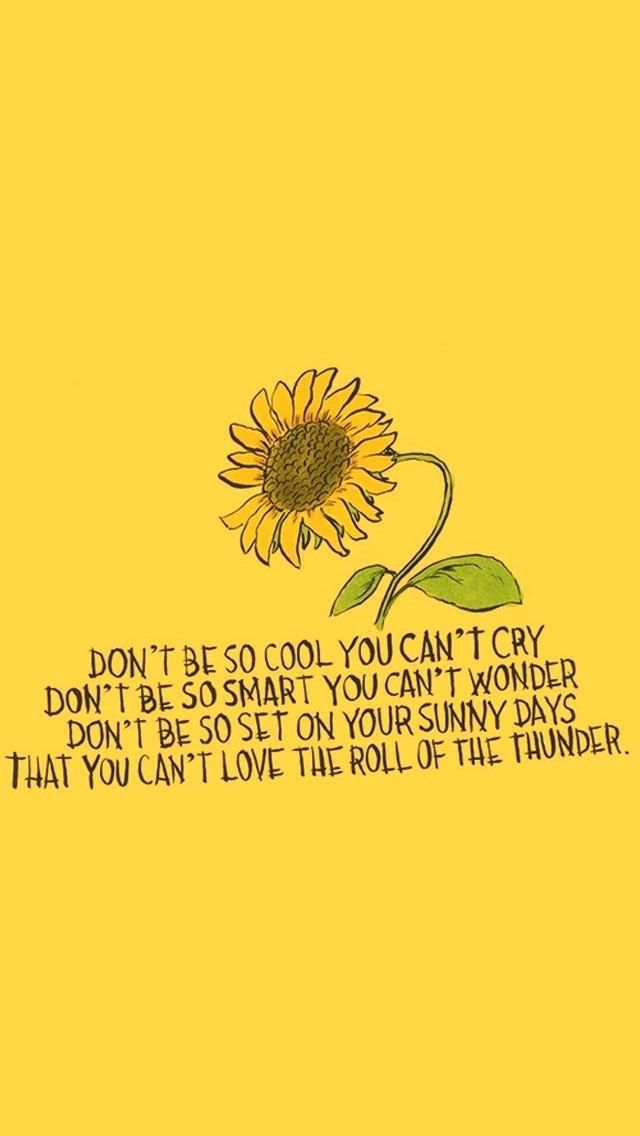 DON'T BE SO COOL YOU CAN'T CRY
DON'T BE SO SMART YOU CAN'T WONDER
DON'T BE SO SET ON YOUR SUNNY DAYS
THAT YOU CAN'T LOVE THE ROLL OF THE THUNDER.